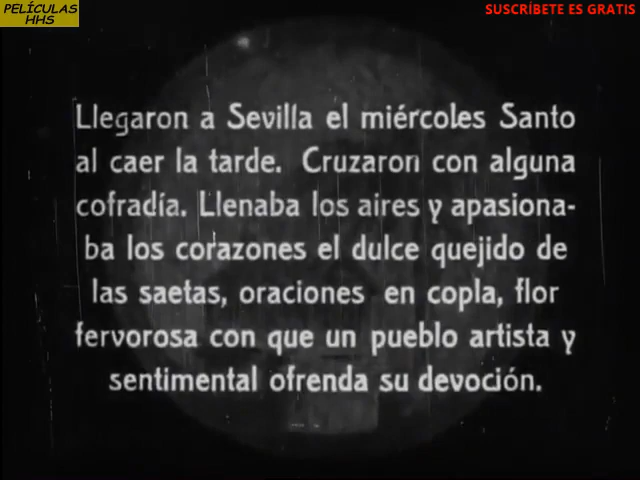 PELÍCULAS
HHS
SUSCRÍBETE ES GRATIS
Llegaron a Sevilla el miércoles Santo
al caer la tarde. Cruzaron con alguna
cofradía. Llenaba los aires y apasiona-
ba los corazones el dulce quejido de
las saetas, oraciones en copla, flor
fervorosa con que un pueblo artista y
sentimental ofrenda su devoción.